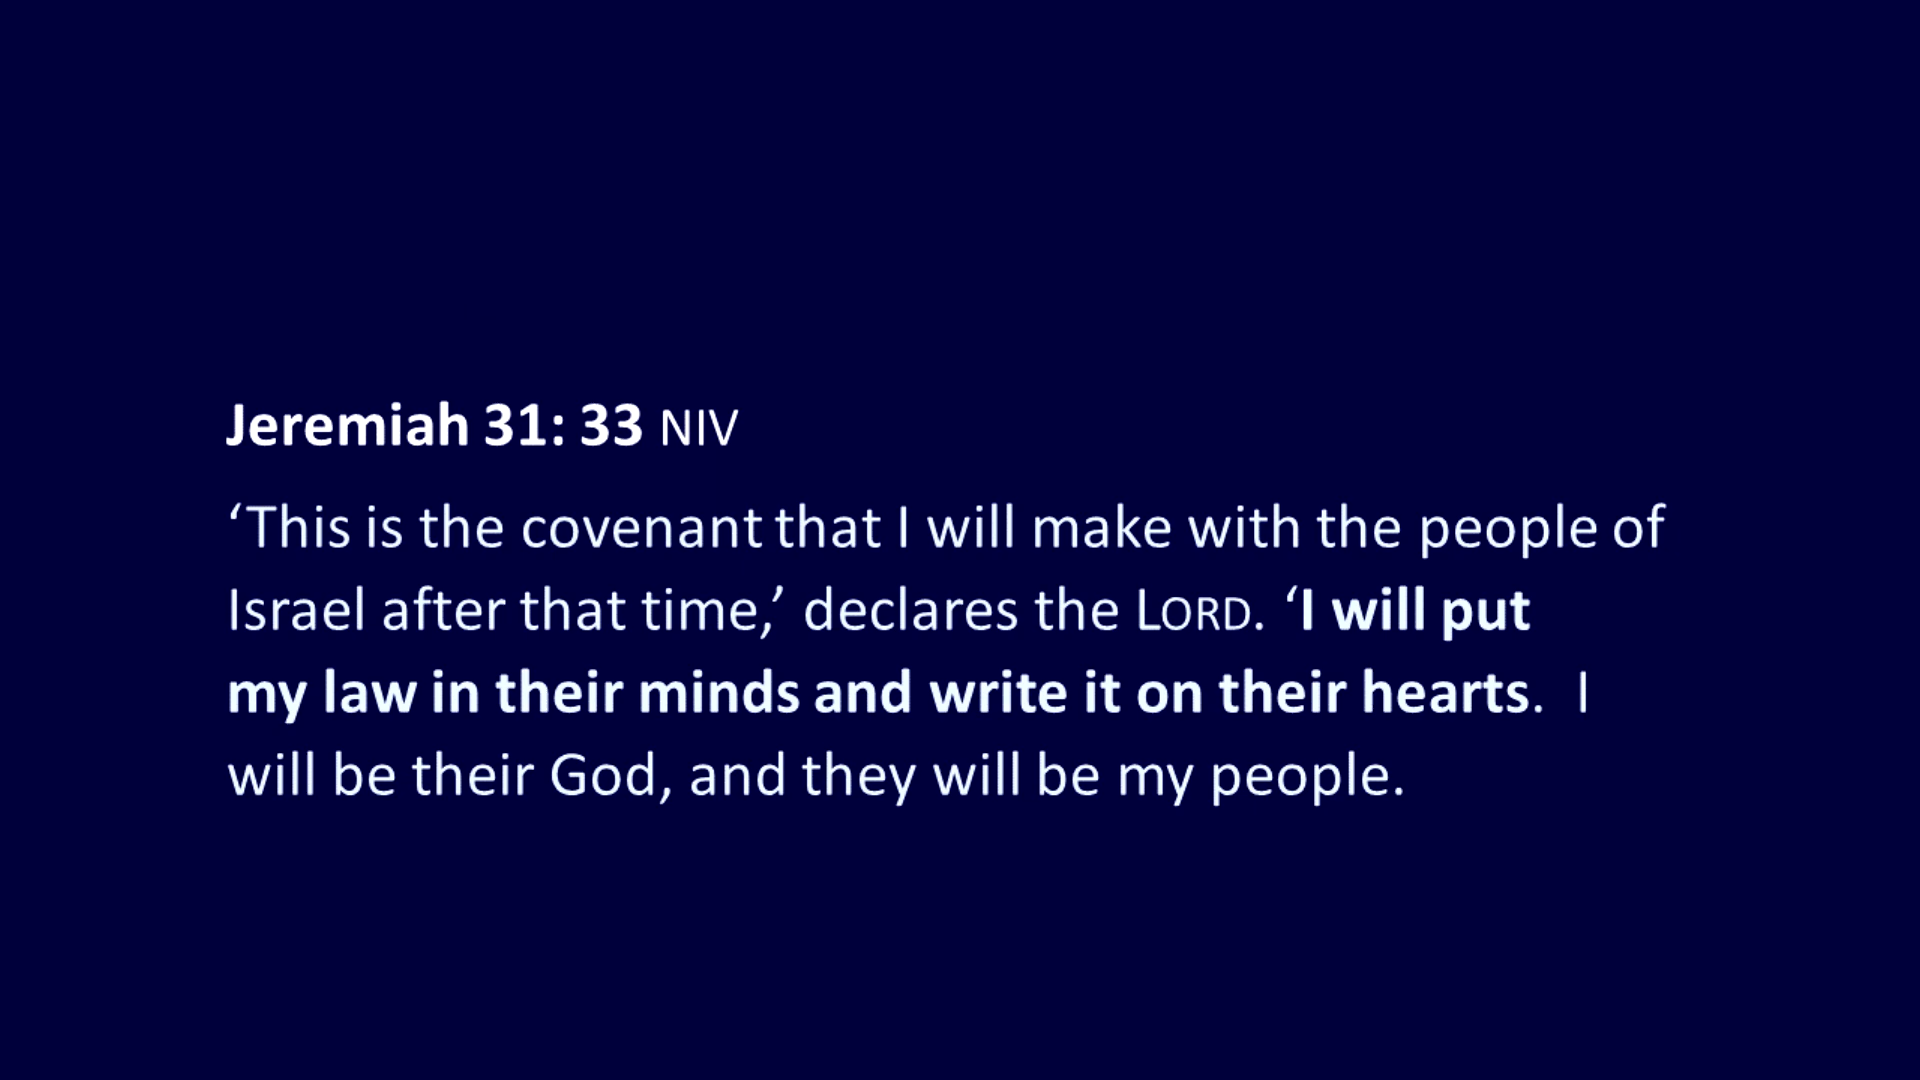 Jeremiah 31: 33 NIV
‘This is the covenant that I will make with the people of
Israel after that time,’ declares the LORD. ‘I will put
my law in their minds and write it on their hearts.  I
will be their God, and they will be my people.